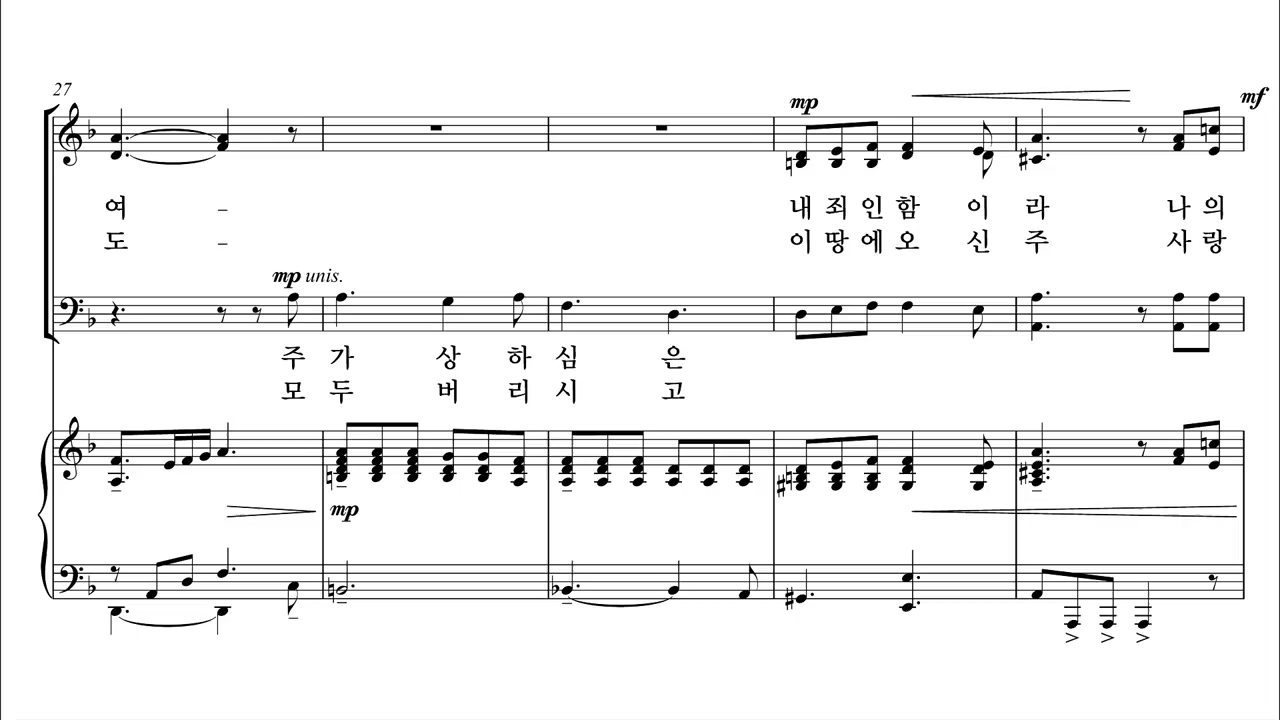 27
mp
mf
여 - 내 죄 인 함 이 라 나 의
도 - 이 땅 에 오 신 주 사 랑
mp unis.
주 가 상 하 심 은
모 두 버 리 시 고
mp